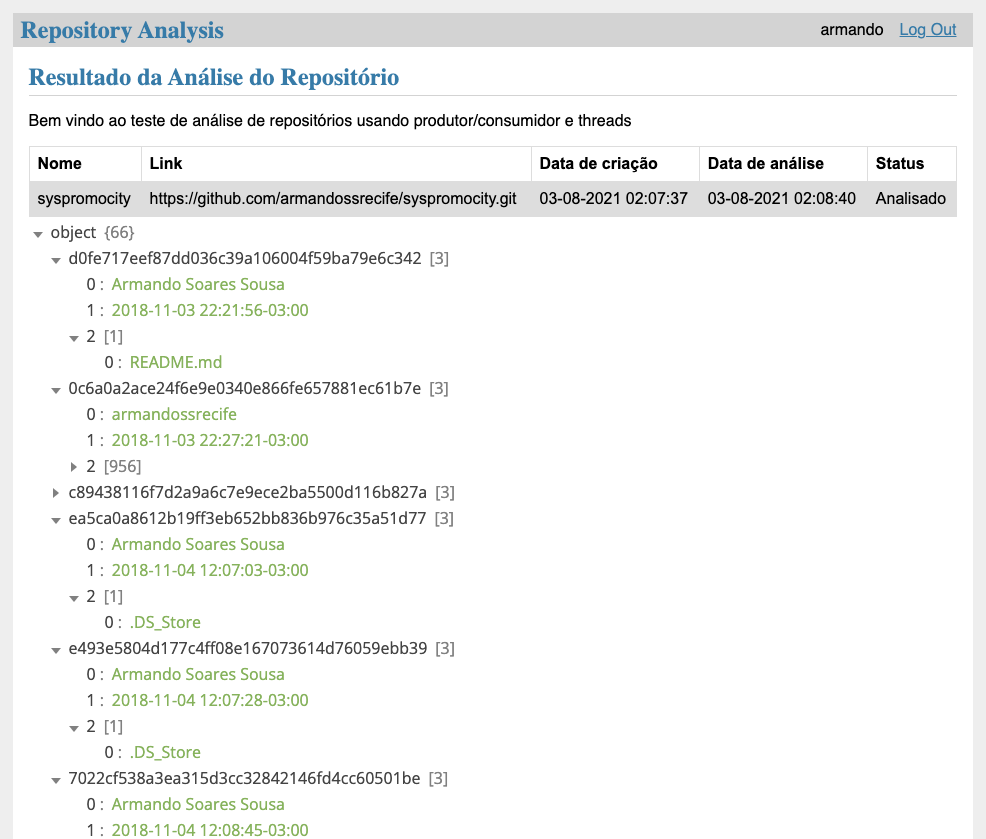 Repository Analysis armando Log Out
Resultado da Análise do Repositório
Bem vindo ao teste de análise de repositórios usando produtor/consumidor e threads
Nome Link Data de criação Data de análise Status
syspromocity https://github.com/armandossrecife/syspromocity.git 03-08-2021 02:07:37 03-08-2021 02:08:40 Analisado
object {66}
d0fe717eef87dd036c39a106004f59ba79e6c342 [3]
0 : Armando Soares Sousa
1 : 2018-11-03 22:21:56-03:00
2 [1]
0 : README.md
0c6a0a2ace24f6e9e0340e866fe657881ec61b7e [3]
0 : armandossrecife
1 : 2018-11-03 22:27:21-03:00
2 [956]
c89438116f7d2a9a6c7e9ece2ba5500d116b827a [3]
ea5ca0a8612b19ff3eb652bb836b976c35a51d77 [3]
0 : Armando Soares Sousa
1 : 2018-11-04 12:07:03-03:00
2 [1]
0 : .DS_Store
e493e5804d177c4ff08e167073614d76059ebb39 [3]
0 : Armando Soares Sousa
1 : 2018-11-04 12:07:28-03:00
2 [1]
0 : .DS_Store
7022cf538a3ea315d3cc32842146fd4cc60501be [3]
0 : Armando Soares Sousa
1 : 2018-11-04 12:08:45-03:00